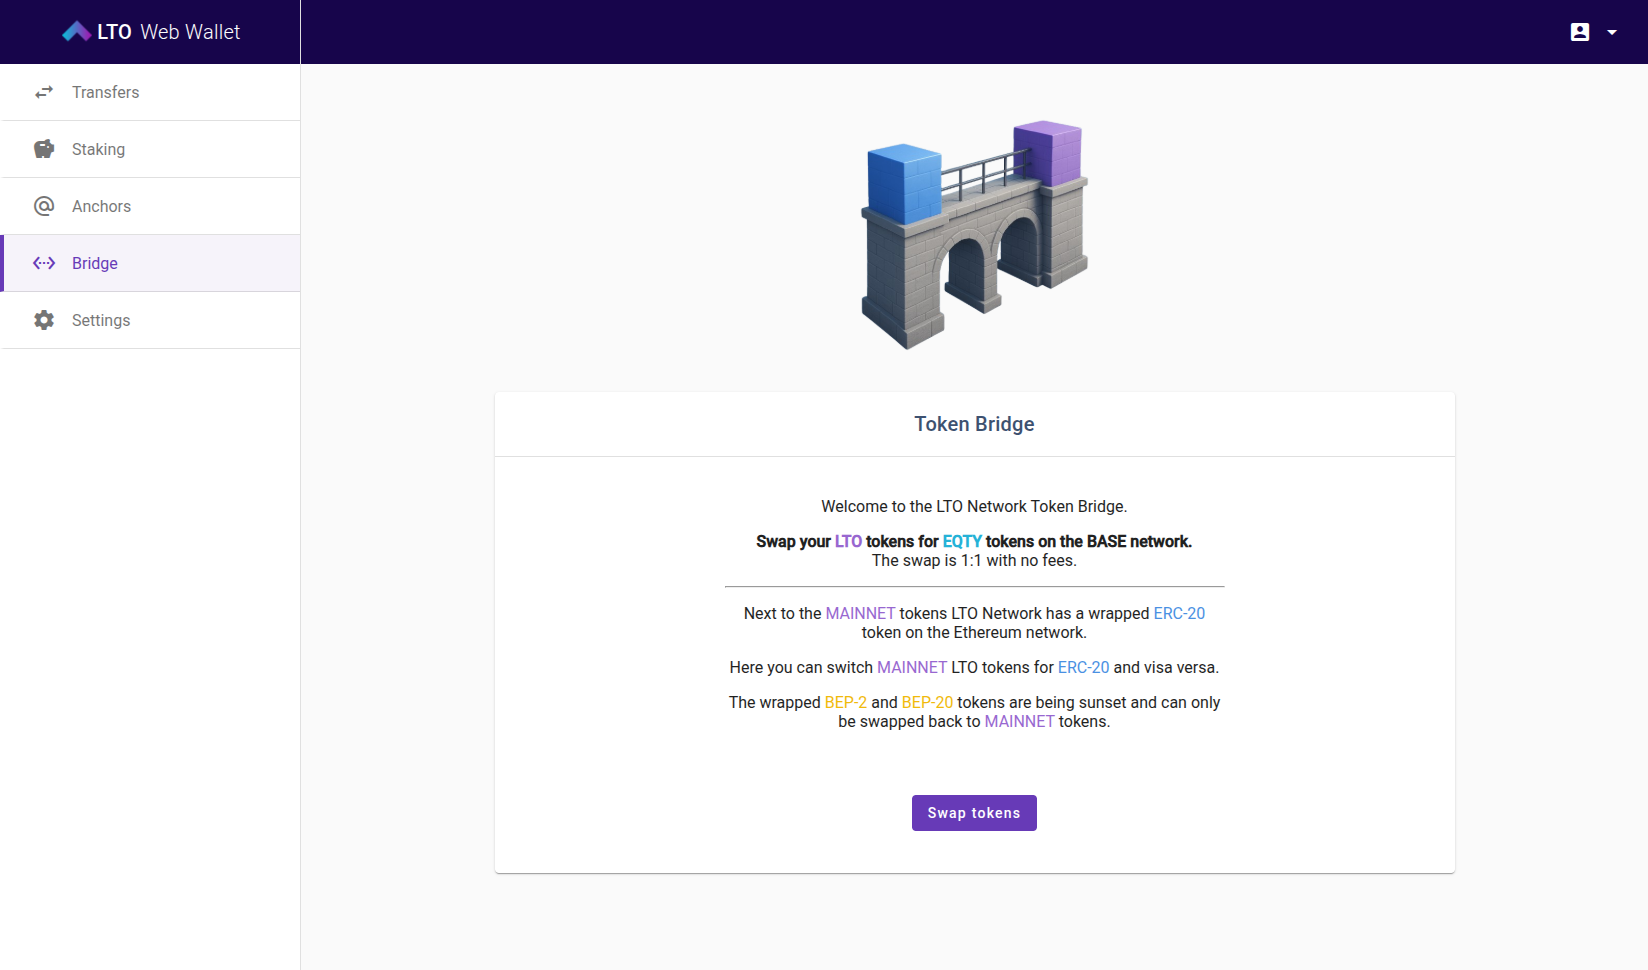 LTO Web Wallet
Transfers
Staking
Anchors
Bridge
Settings
Token Bridge
Welcome to the LTO Network Token Bridge.
Swap your LTO tokens for EQTY tokens on the BASE network.
The swap is 1:1 with no fees.
Next to the MAINNET tokens LTO Network has a wrapped ERC-20
token on the Ethereum network.
Here you can switch MAINNET LTO tokens for ERC-20 and visa versa.
The wrapped BEP-2 and BEP-20 tokens are being sunset and can only
be swapped back to MAINNET tokens.
Swap tokens